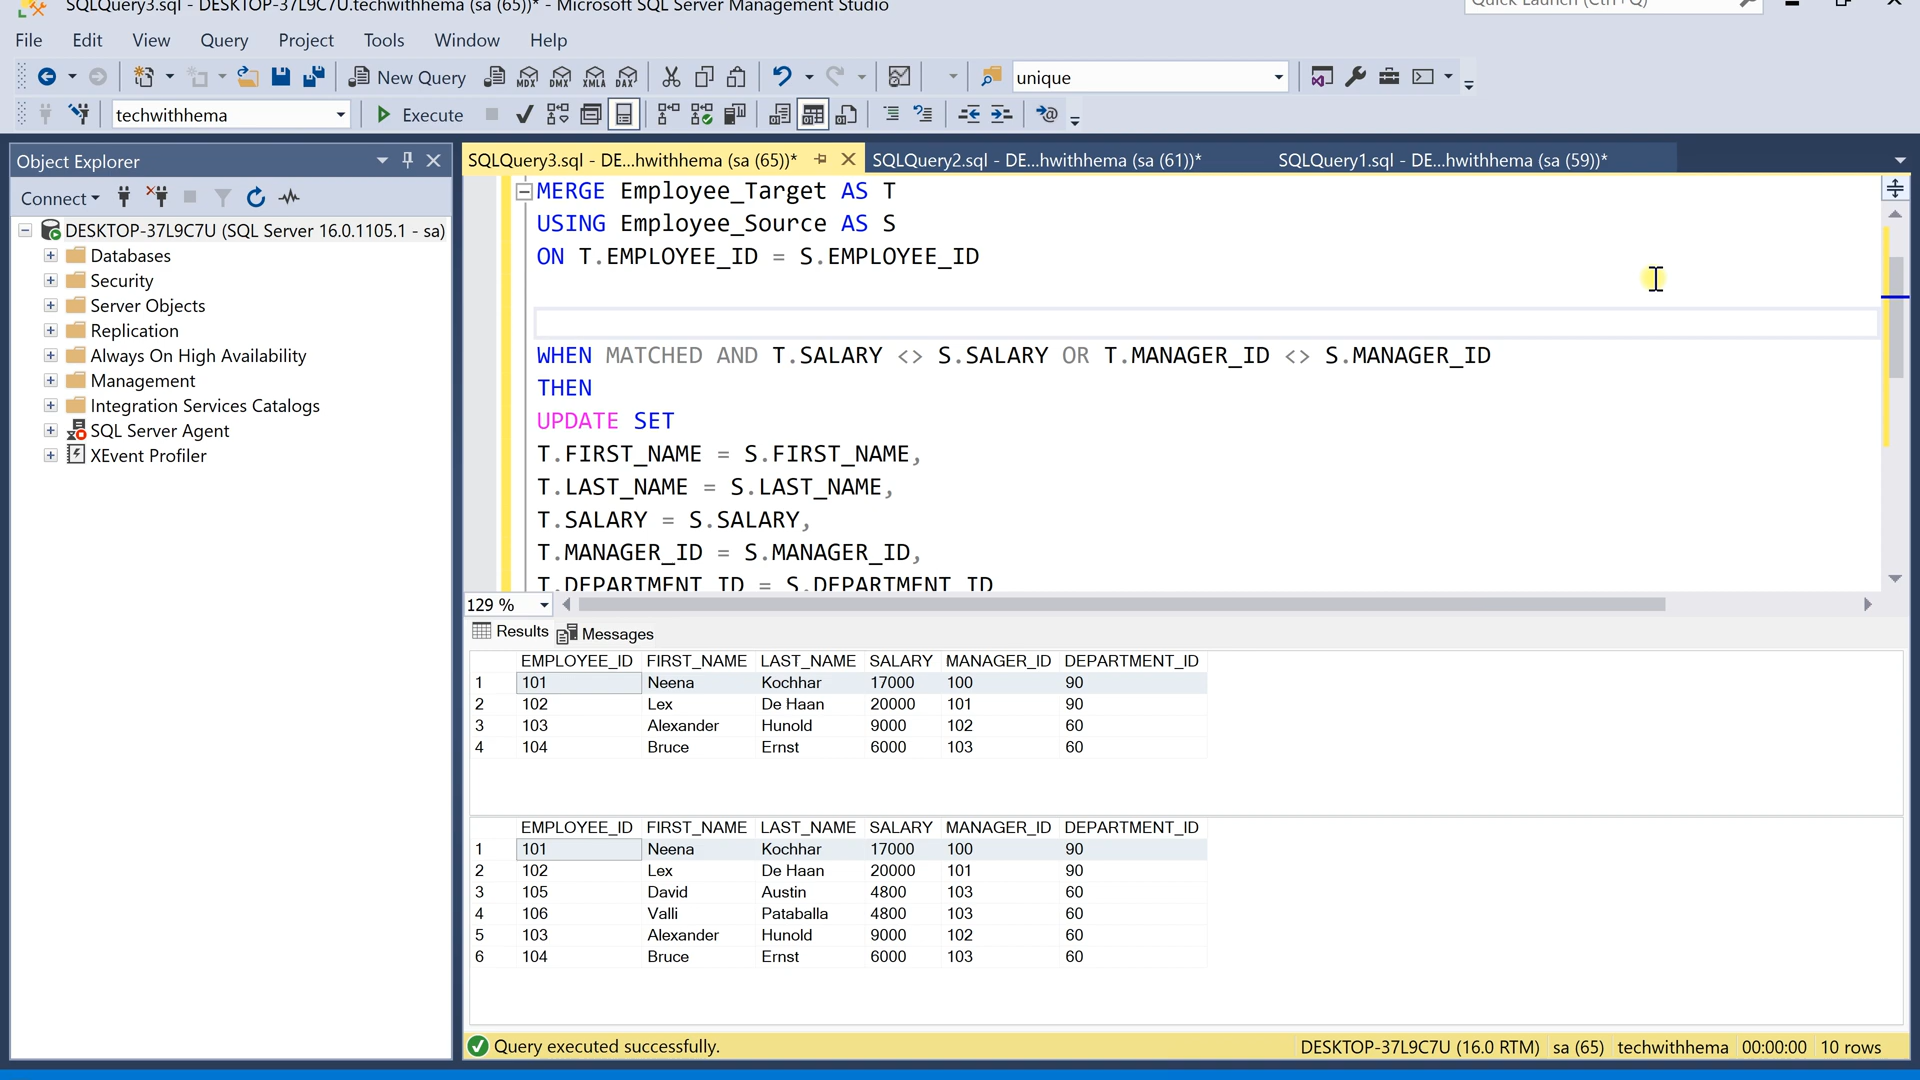 SQLQuery3.sql - DESKTOP-37L9C7U.techwithhema (sa (65))* - Microsoft SQL Server Management Studio
Quick Launch (Ctrl+Q)
File Edit View Query Project Tools Window Help
New Query MDX DMX XMLA DAX unique
techwithhema Execute
Object Explorer
SQLQuery3.sql - DE...hwithhema (sa (65))* SQLQuery2.sql - DE...hwithhema (sa (61))* SQLQuery1.sql - DE...hwithhema (sa (59))*
Connect
DESKTOP-37L9C7U (SQL Server 16.0.1105.1 - sa)
Databases
Security
Server Objects
Replication
Always On High Availability
Management
Integration Services Catalogs
SQL Server Agent
XEvent Profiler
MERGE Employee_Target AS T
USING Employee_Source AS S
ON T.EMPLOYEE_ID = S.EMPLOYEE_ID
WHEN MATCHED AND T.SALARY <> S.SALARY OR T.MANAGER_ID <> S.MANAGER_ID
THEN
UPDATE SET
T.FIRST_NAME = S.FIRST_NAME,
T.LAST_NAME = S.LAST_NAME,
T.SALARY = S.SALARY,
T.MANAGER_ID = S.MANAGER_ID,
T.DEPARTMENT_ID = S.DEPARTMENT_ID
129 %
Results Messages
EMPLOYEE_ID FIRST_NAME LAST_NAME SALARY MANAGER_ID DEPARTMENT_ID
1 101 Neena Kochhar 17000 100 90
2 102 Lex De Haan 20000 101 90
3 103 Alexander Hunold 9000 102 60
4 104 Bruce Ernst 6000 103 60
EMPLOYEE_ID FIRST_NAME LAST_NAME SALARY MANAGER_ID DEPARTMENT_ID
1 101 Neena Kochhar 17000 100 90
2 102 Lex De Haan 20000 101 90
3 105 David Austin 4800 103 60
4 106 Valli Pataballa 4800 103 60
5 103 Alexander Hunold 9000 102 60
6 104 Bruce Ernst 6000 103 60
Query executed successfully. DESKTOP-37L9C7U (16.0 RTM) sa (65) techwithhema 00:00:00 10 rows